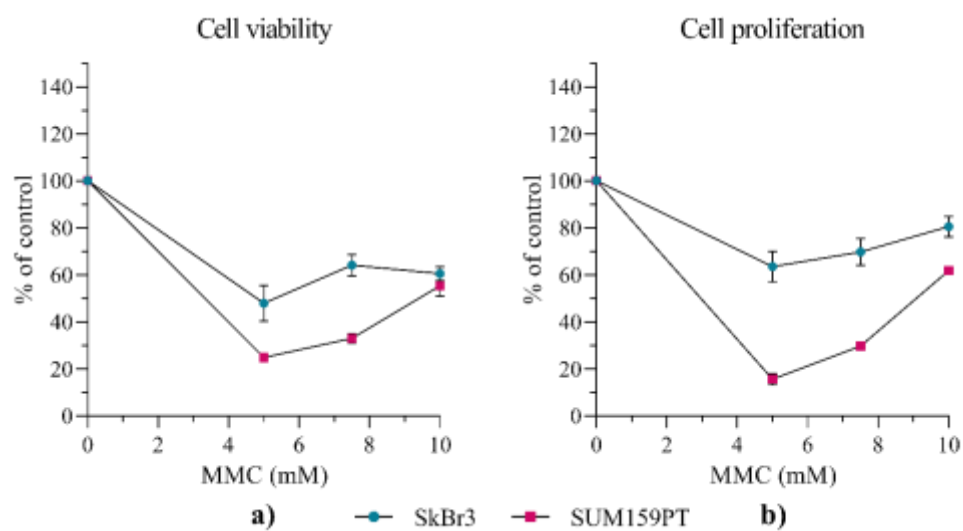 Cell viability
Cell proliferation
140
120
100
80
60
40
20
0
% of control
0 2 4 6 8 10
MMC (mM)
140
120
100
80
60
40
20
0
% of control
0 2 4 6 8 10
MMC (mM)
a) SkBr3 SUM159PT b)